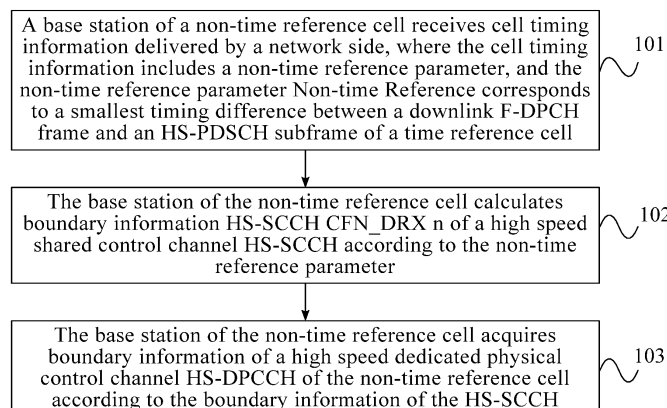 A base station of a non-time reference cell receives cell timing
information delivered by a network side, where the cell timing
information includes a non-time reference parameter, and the
non-time reference parameter Non-time Reference corresponds
to a smallest timing difference between a downlink F-DPCH
frame and an HS-PDSCH subframe of a time reference cell
101
The base station of the non-time reference cell calculates
boundary information HS-SCCH CFN_DRX n of a high speed
shared control channel HS-SCCH according to the non-time
reference parameter
102
The base station of the non-time reference cell acquires
boundary information of a high speed dedicated physical
control channel HS-DPCCH of the non-time reference cell
according to the boundary information of the HS-SCCH
103